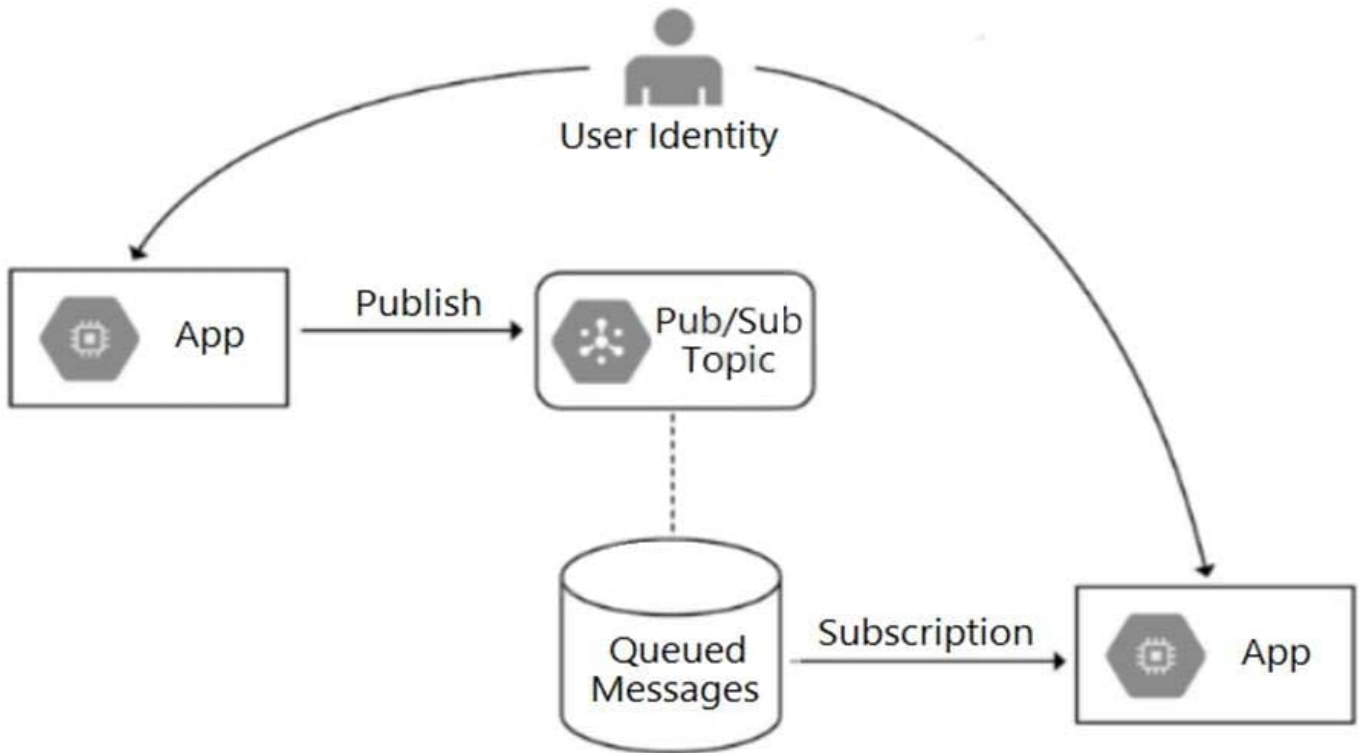 User Identity
App
Publish
Pub/Sub
Topic
Queued
Messages
Subscription
App